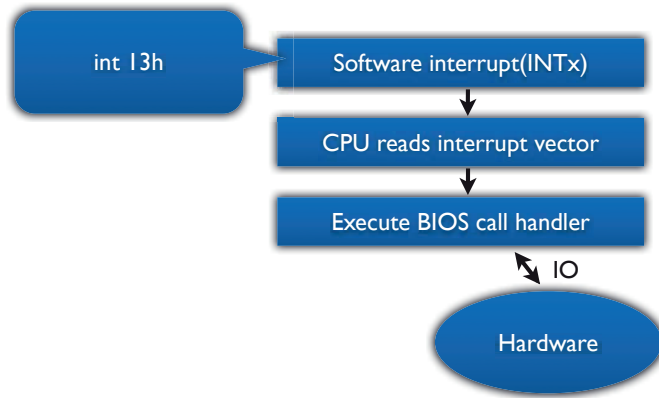 int 13h
Software interrupt(INTx)
CPU reads interrupt vector
Execute BIOS call handler
IO
Hardware